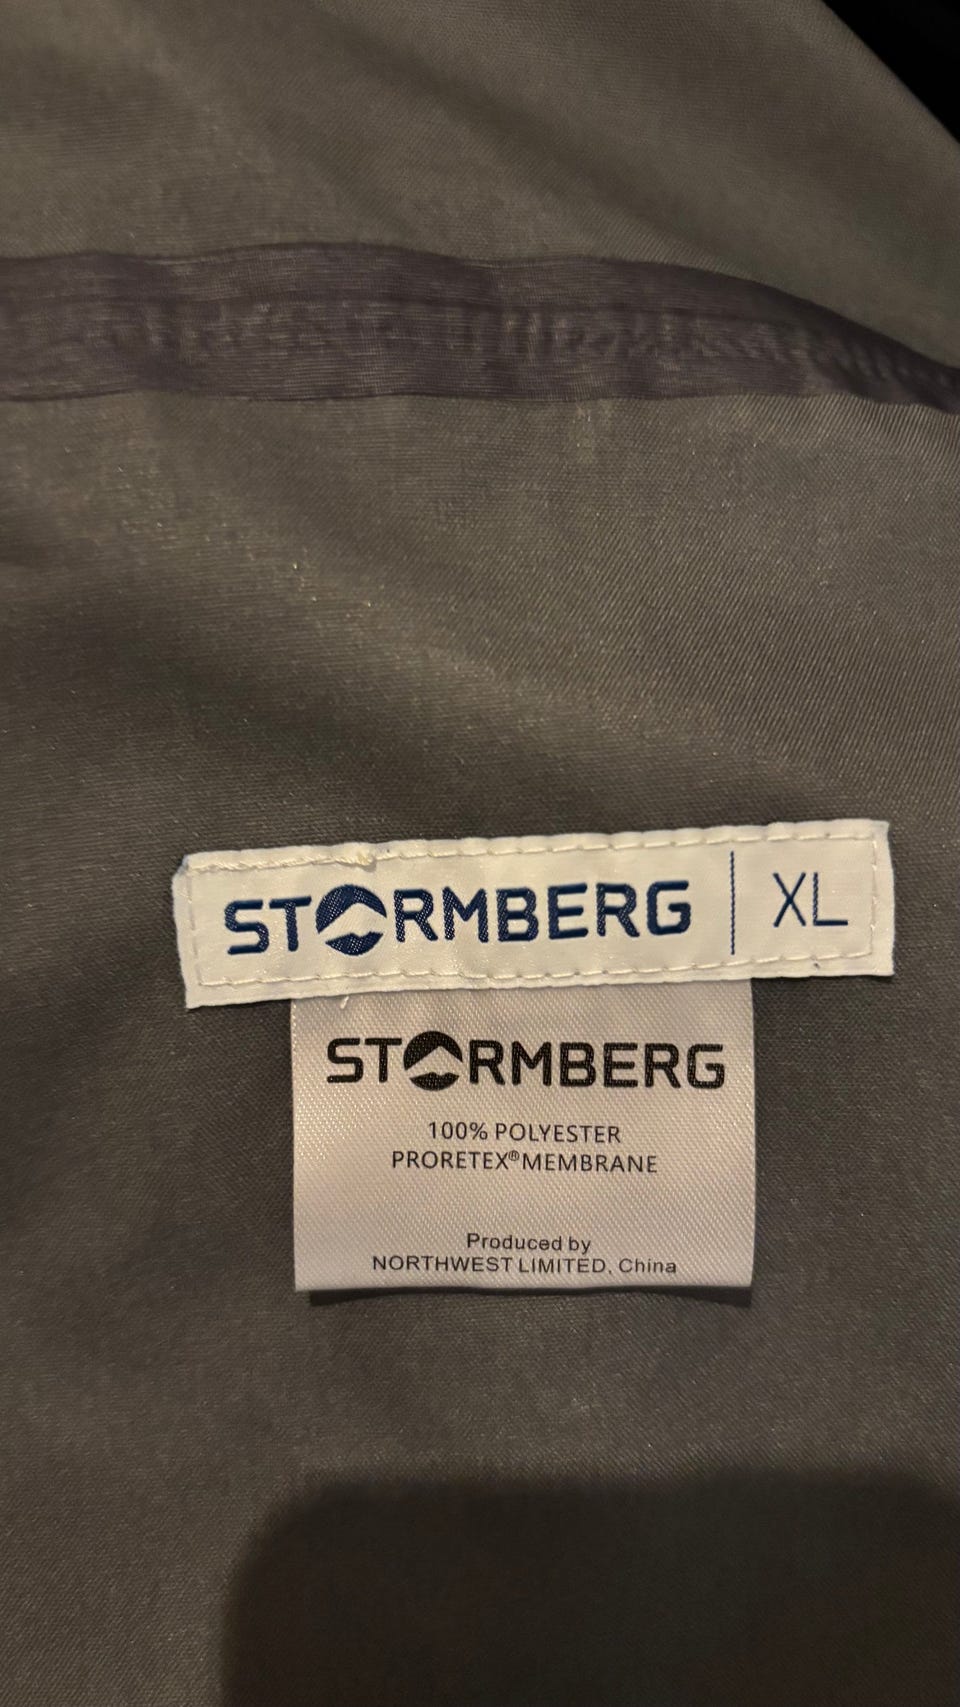 STORMBERG | XL
STORMBERG
100% POLYESTER
PRORETEX® MEMBRANE
Produced by
NORTHWEST LIMITED, China